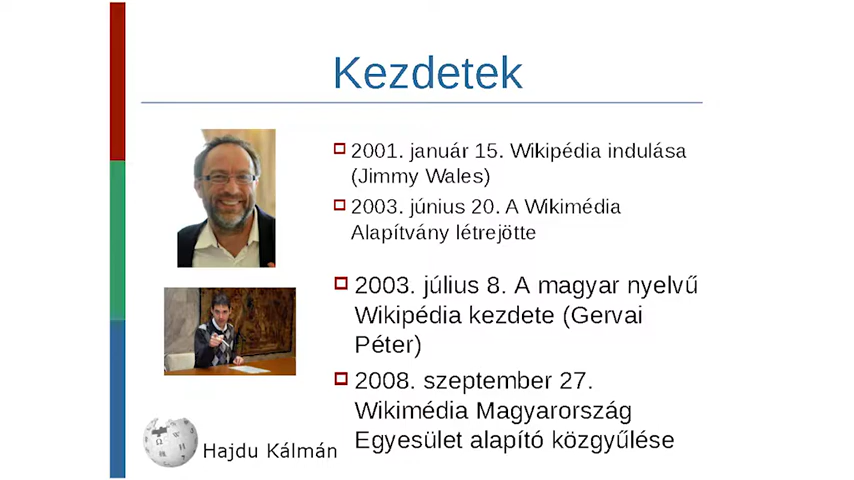 Kezdetek
2001. január 15. Wikipédia indulása
(Jimmy Wales)
2003. június 20. A Wikimédia
Alapítvány létrejötte
2003. július 8. A magyar nyelvű
Wikipédia kezdete (Gervai
Péter)
2008. szeptember 27.
Wikimédia Magyarország
Egyesület alapító közgyűlése
Hajdu Kálmán